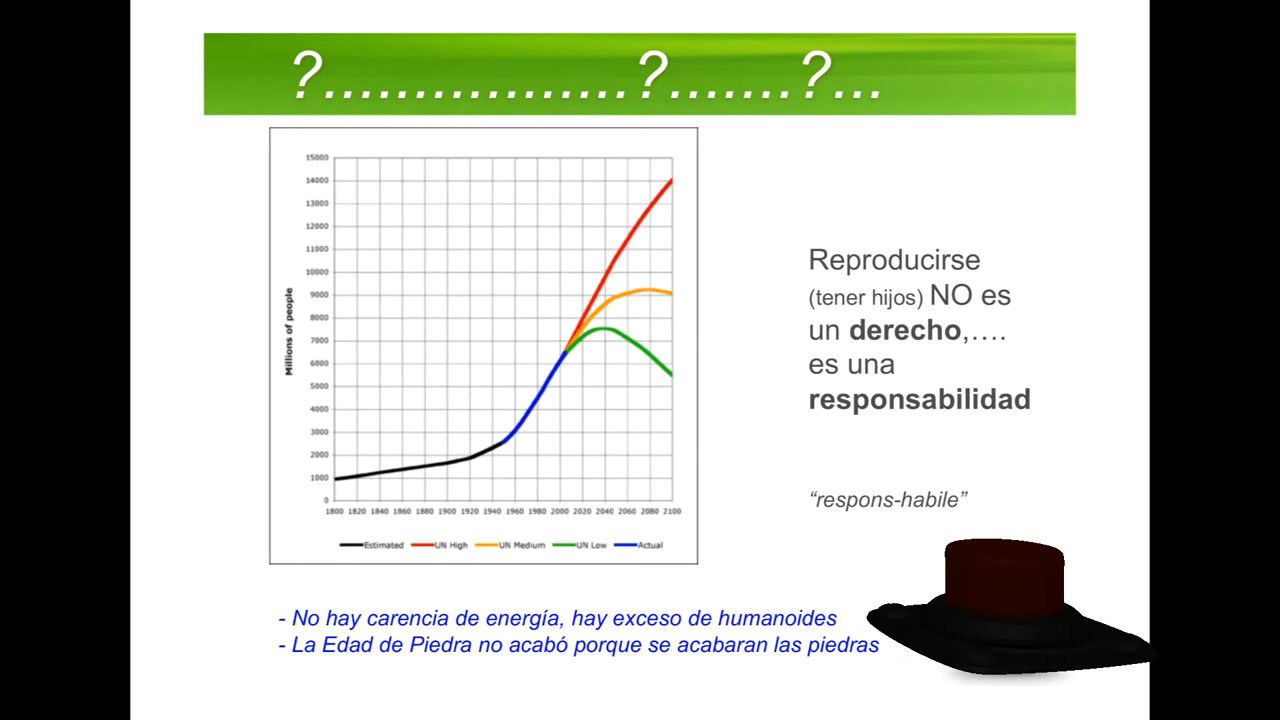 ?.................?.......?...
15000
14000
13000
12000
11000
10000
9000
8000
7000
6000
5000
4000
3000
2000
1000
0
Millions of people
1800 1820 1840 1860 1880 1900 1920 1940 1960 1980 2000 2020 2040 2060 2080 2100
Estimated UN High UN Medium UN Low Actual
Reproducirse
(tener hijos) NO es
un derecho,....
es una
responsabilidad
“respons-habile”
- No hay carencia de energía, hay exceso de humanoides
- La Edad de Piedra no acabó porque se acabaran las piedras